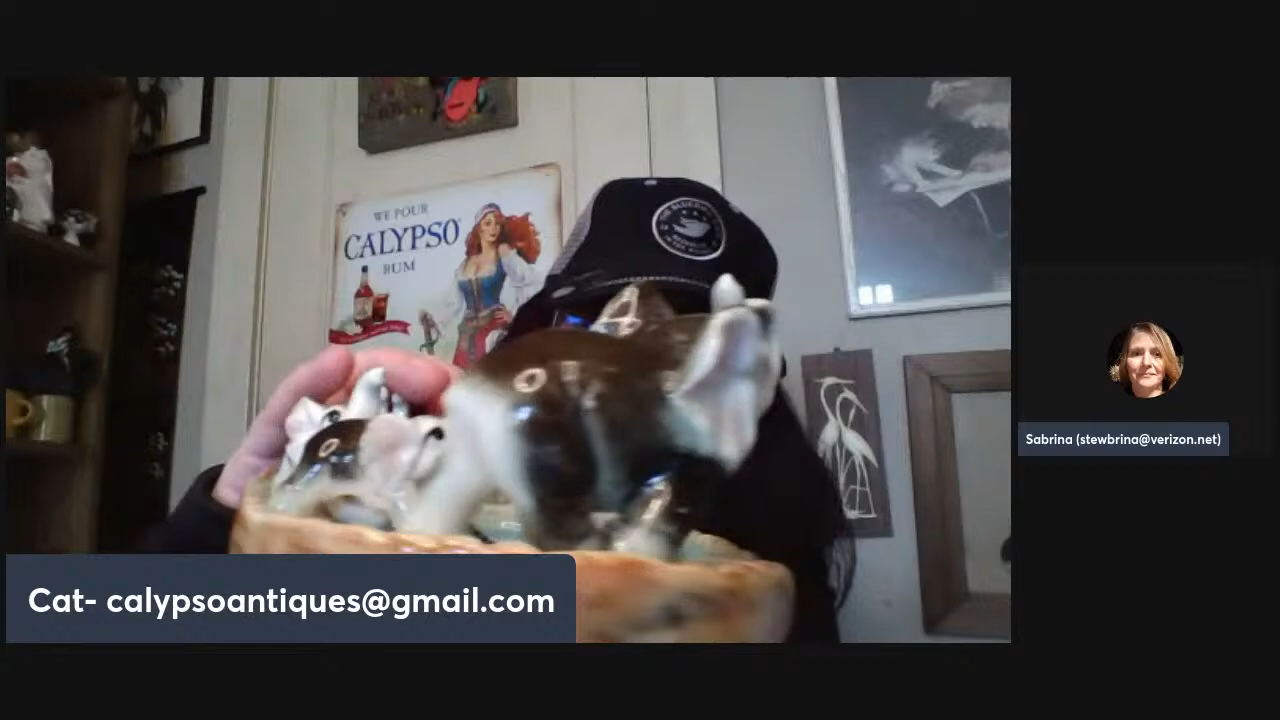 WE POUR
CALYPSO
RUM
Cat- calypsoantiques@gmail.com
Sabrina (stewbrina@verizon.net)